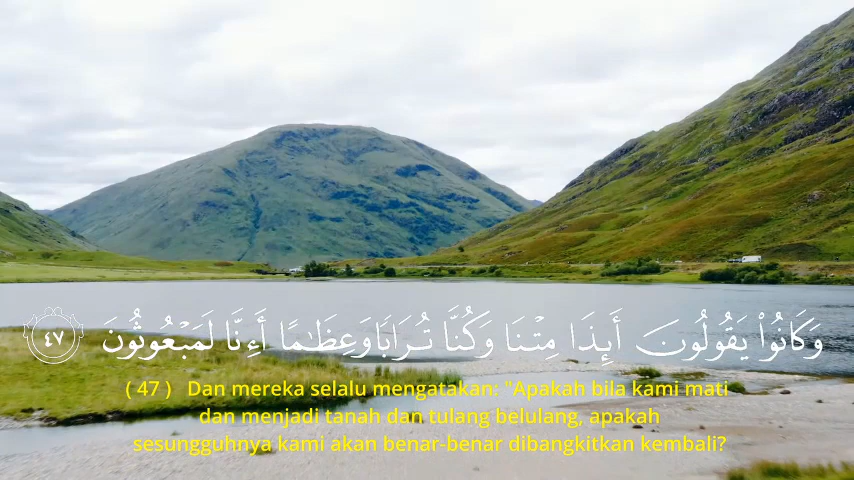 وَكَانُوا۟ يَقُولُونَ أَئِذَا مِتْنَا وَكُنَّا تُرَابًا وَعِظَٰمًا أَءِنَّا لَمَبْعُوثُونَ ٤٧
( 47 ) Dan mereka selalu mengatakan: "Apakah bila kami mati
dan menjadi tanah dan tulang belulang, apakah
sesungguhnya kami akan benar-benar dibangkitkan kembali?